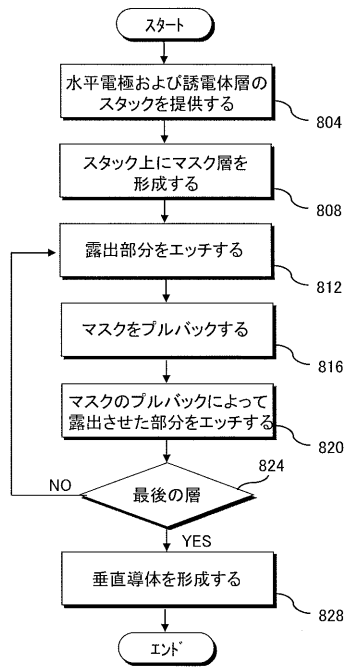 ｽﾀｰﾄ
水平電極および誘電体層の
スタックを提供する
804
スタック上にマスク層を
形成する
808
露出部分をエッチする
812
マスクをプルバックする
816
マスクのプルバックによって
露出させた部分をエッチする
820
824
最後の層
NO
YES
垂直導体を形成する
828
ｴﾝﾄﾞ